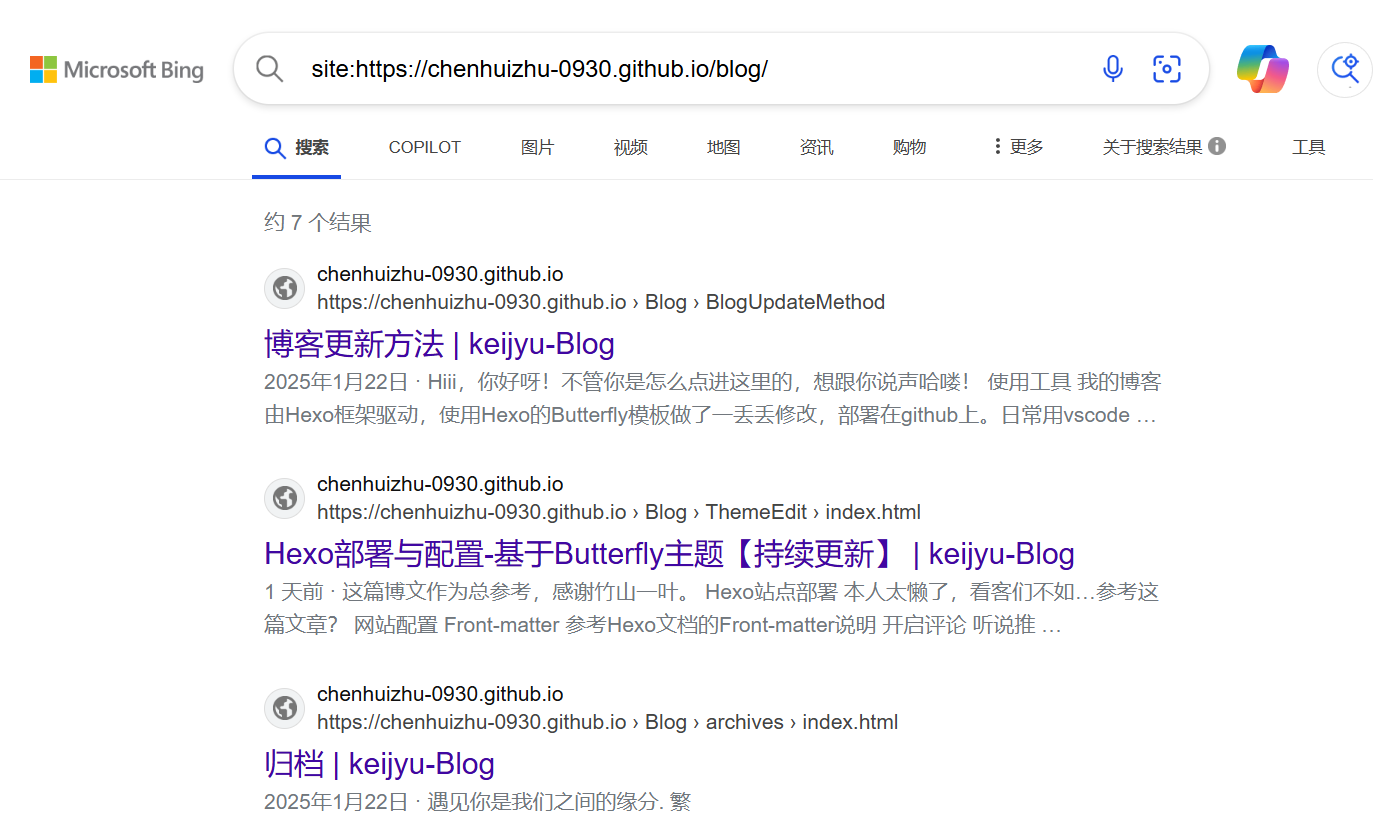 Microsoft Bing
site:https://chenhuizhu-0930.github.io/blog/
搜索 COPILOT 图片 视频 地图 资讯 购物 更多 关于搜索结果 工具
约 7 个结果
chenhuizhu-0930.github.io
https://chenhuizhu-0930.github.io › Blog › BlogUpdateMethod
博客更新方法 | keijyu-Blog
2025年1月22日 · Hiii，你好呀！不管你是怎么点进这里的，想跟你说声哈喽！ 使用工具 我的博客
由Hexo框架驱动，使用Hexo的Butterfly模板做了一丢丢修改，部署在github上。日常用vscode …
chenhuizhu-0930.github.io
https://chenhuizhu-0930.github.io › Blog › ThemeEdit › index.html
Hexo部署与配置-基于Butterfly主题【持续更新】 | keijyu-Blog
1 天前 · 这篇博文作为总参考，感谢竹山一叶。 Hexo站点部署 本人太懒了，看客们不如…参考这
篇文章？ 网站配置 Front-matter 参考Hexo文档的Front-matter说明 开启评论 听说推 …
chenhuizhu-0930.github.io
https://chenhuizhu-0930.github.io › Blog › archives › index.html
归档 | keijyu-Blog
2025年1月22日 · 遇见你是我们之间的缘分. 繁